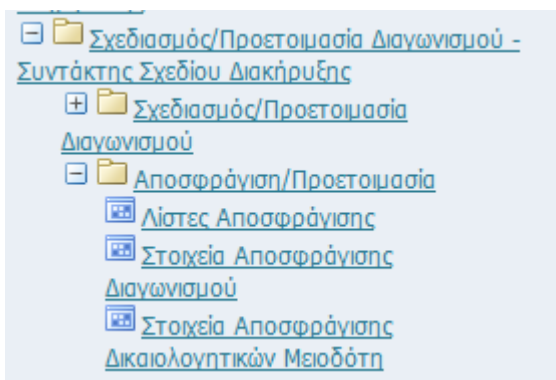 Σχεδιασμός/Προετοιμασία Διαγωνισμού -
Συντάκτης Σχεδίου Διακήρυξης
Σχεδιασμός/Προετοιμασία
Διαγωνισμού
Αποσφράγιση/Προετοιμασία
Λίστες Αποσφράγισης
Στοιχεία Αποσφράγισης
Διαγωνισμού
Στοιχεία Αποσφράγισης
Δικαιολογητικών Μειοδότη